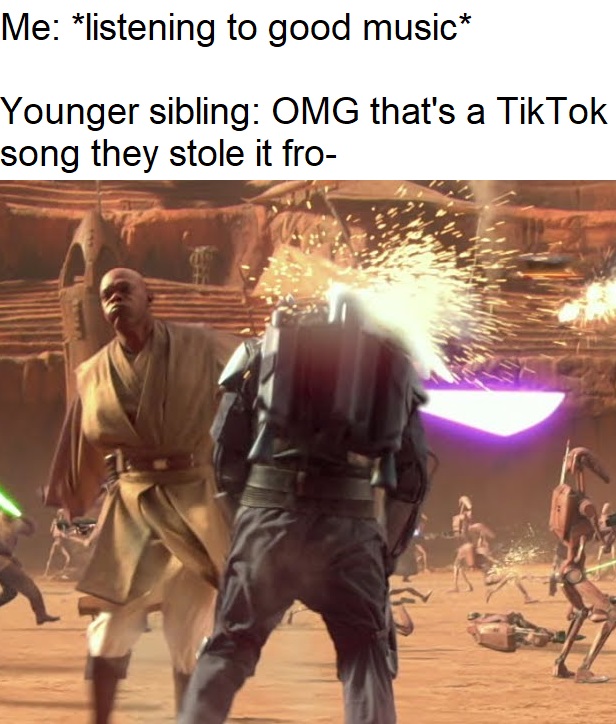 Me: *listening to good music*
Younger sibling: OMG that's a TikTok
song they stole it fro-